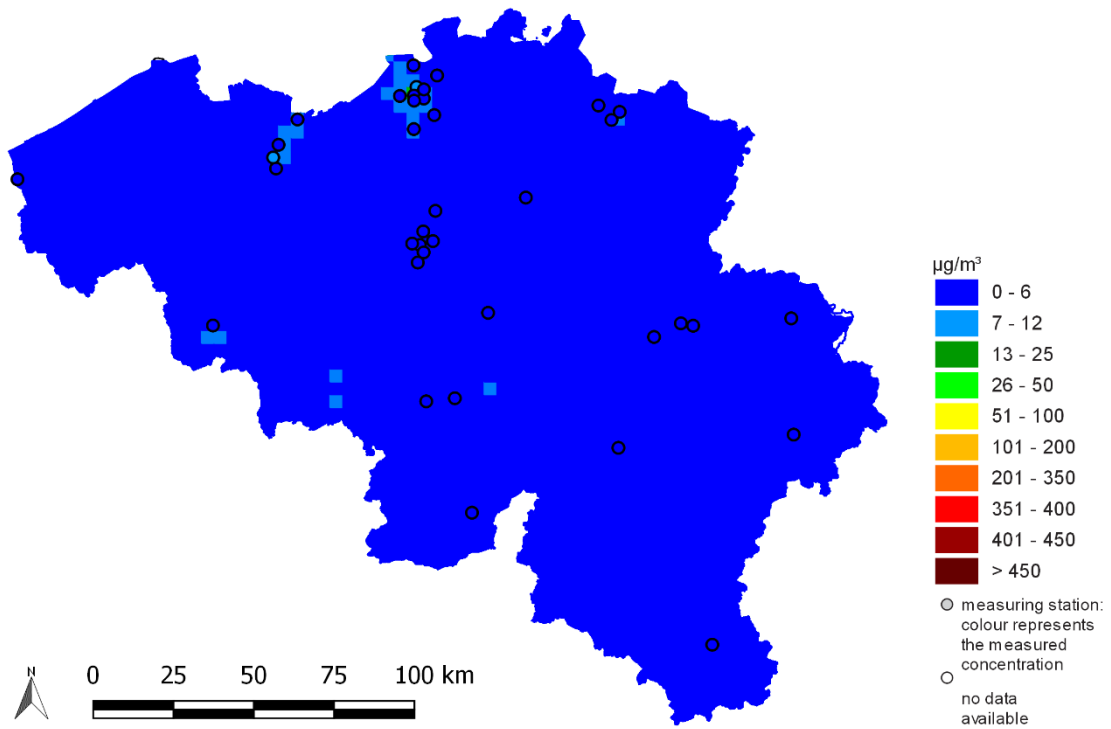 µg/m³
0 - 6
7 - 12
13 - 25
26 - 50
51 - 100
101 - 200
201 - 350
351 - 400
401 - 450
> 450
measuring station:
colour represents
the measured
concentration
no data
available
N
0 25 50 75 100 km